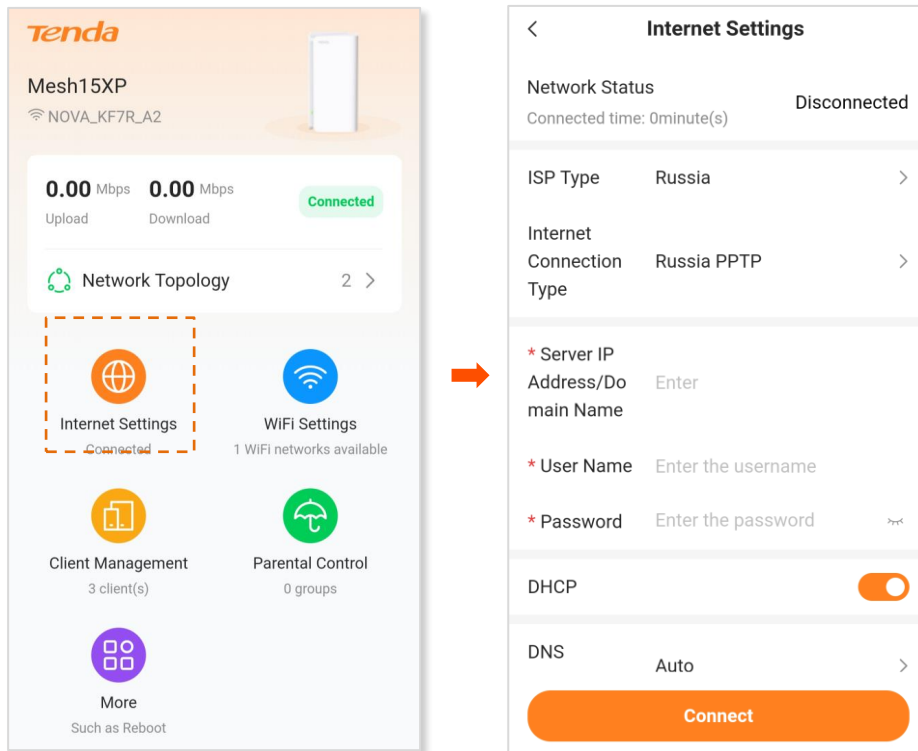 Tenda
Mesh15XP
NOVA_KF7R_A2
0.00 Mbps 0.00 Mbps
Upload Download
Connected
Network Topology 2
Internet Settings
Connected
WiFi Settings
1 WiFi networks available
Client Management
3 client(s)
Parental Control
0 groups
More
Such as Reboot
Internet Settings
Network Status
Connected time: 0minute(s)
Disconnected
ISP Type Russia
Internet
Connection Russia PPTP
Type
* Server IP
Address/Do Enter
main Name
* User Name Enter the username
* Password Enter the password
DHCP
DNS
Auto
Connect